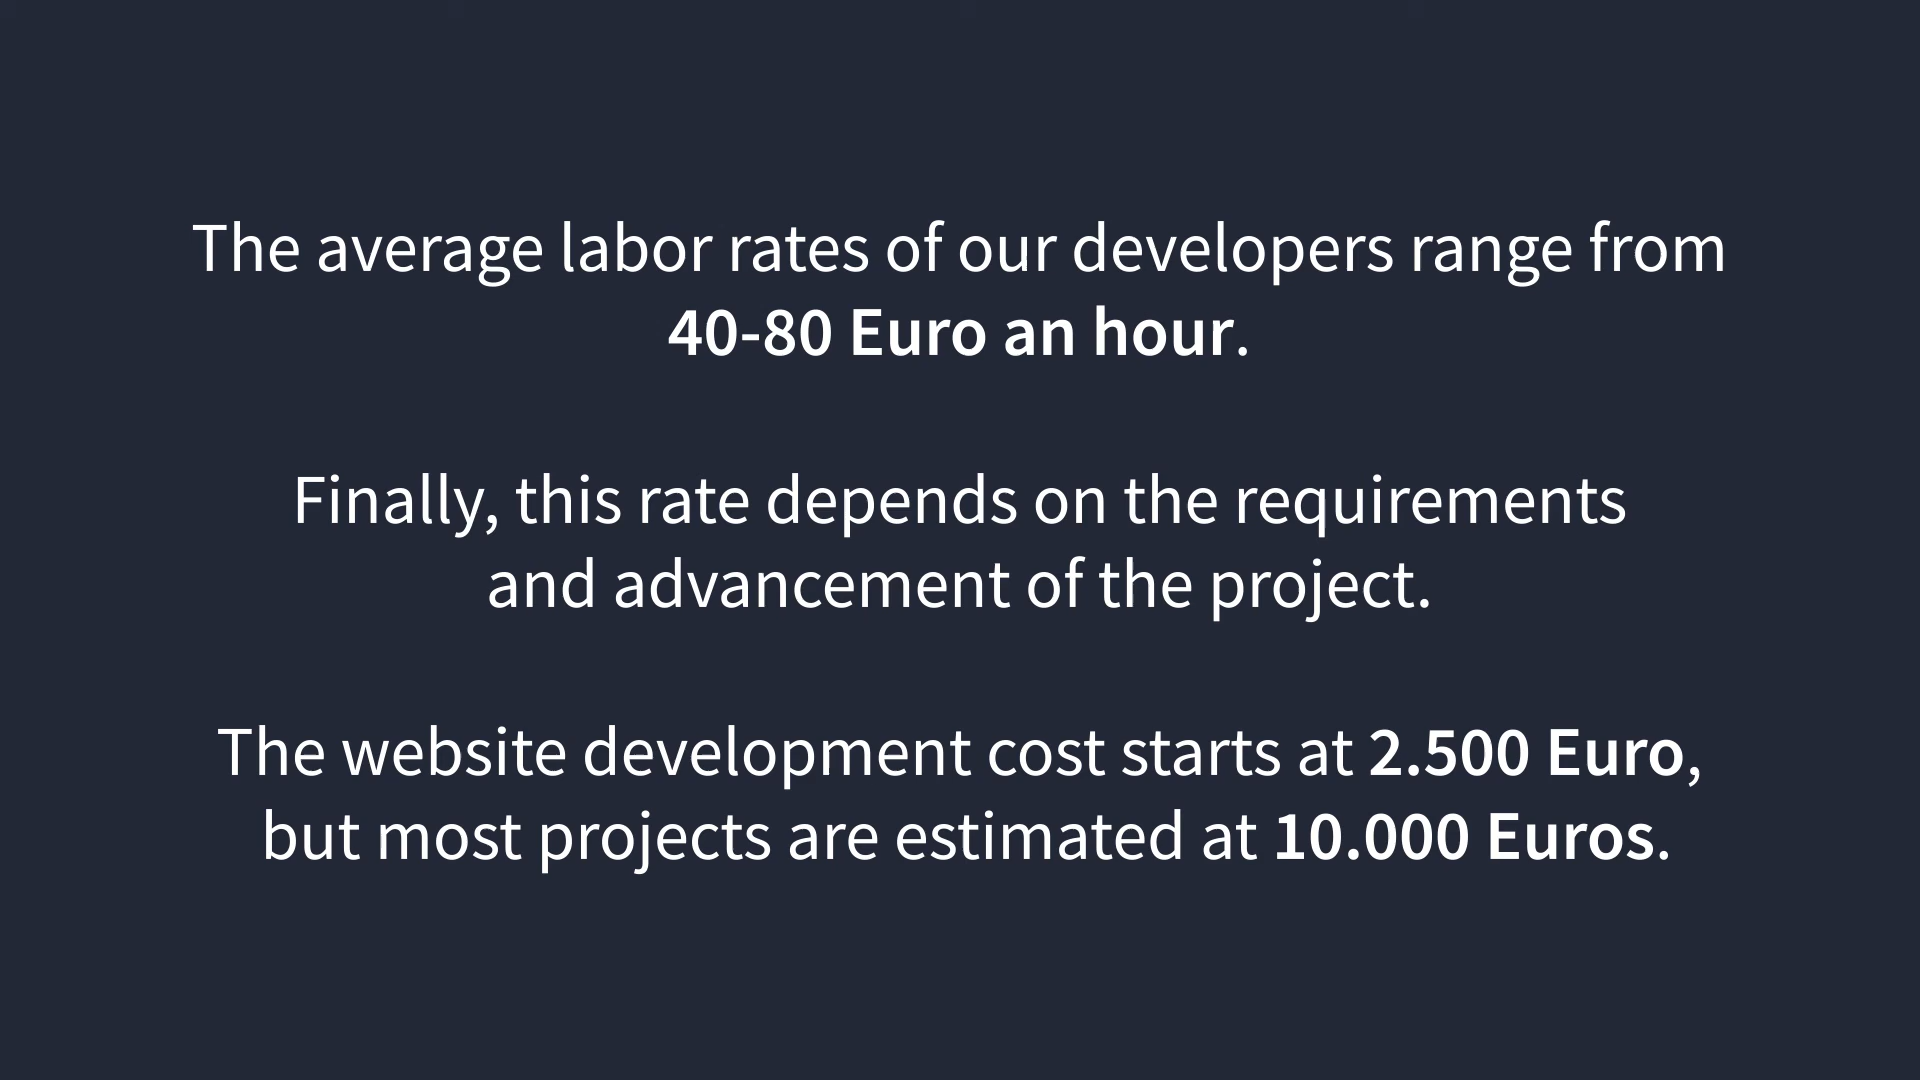 The average labor rates of our developers range from
40-80 Euro an hour.
Finally, this rate depends on the requirements
and advancement of the project.
The website development cost starts at 2.500 Euro,
but most projects are estimated at 10.000 Euros.